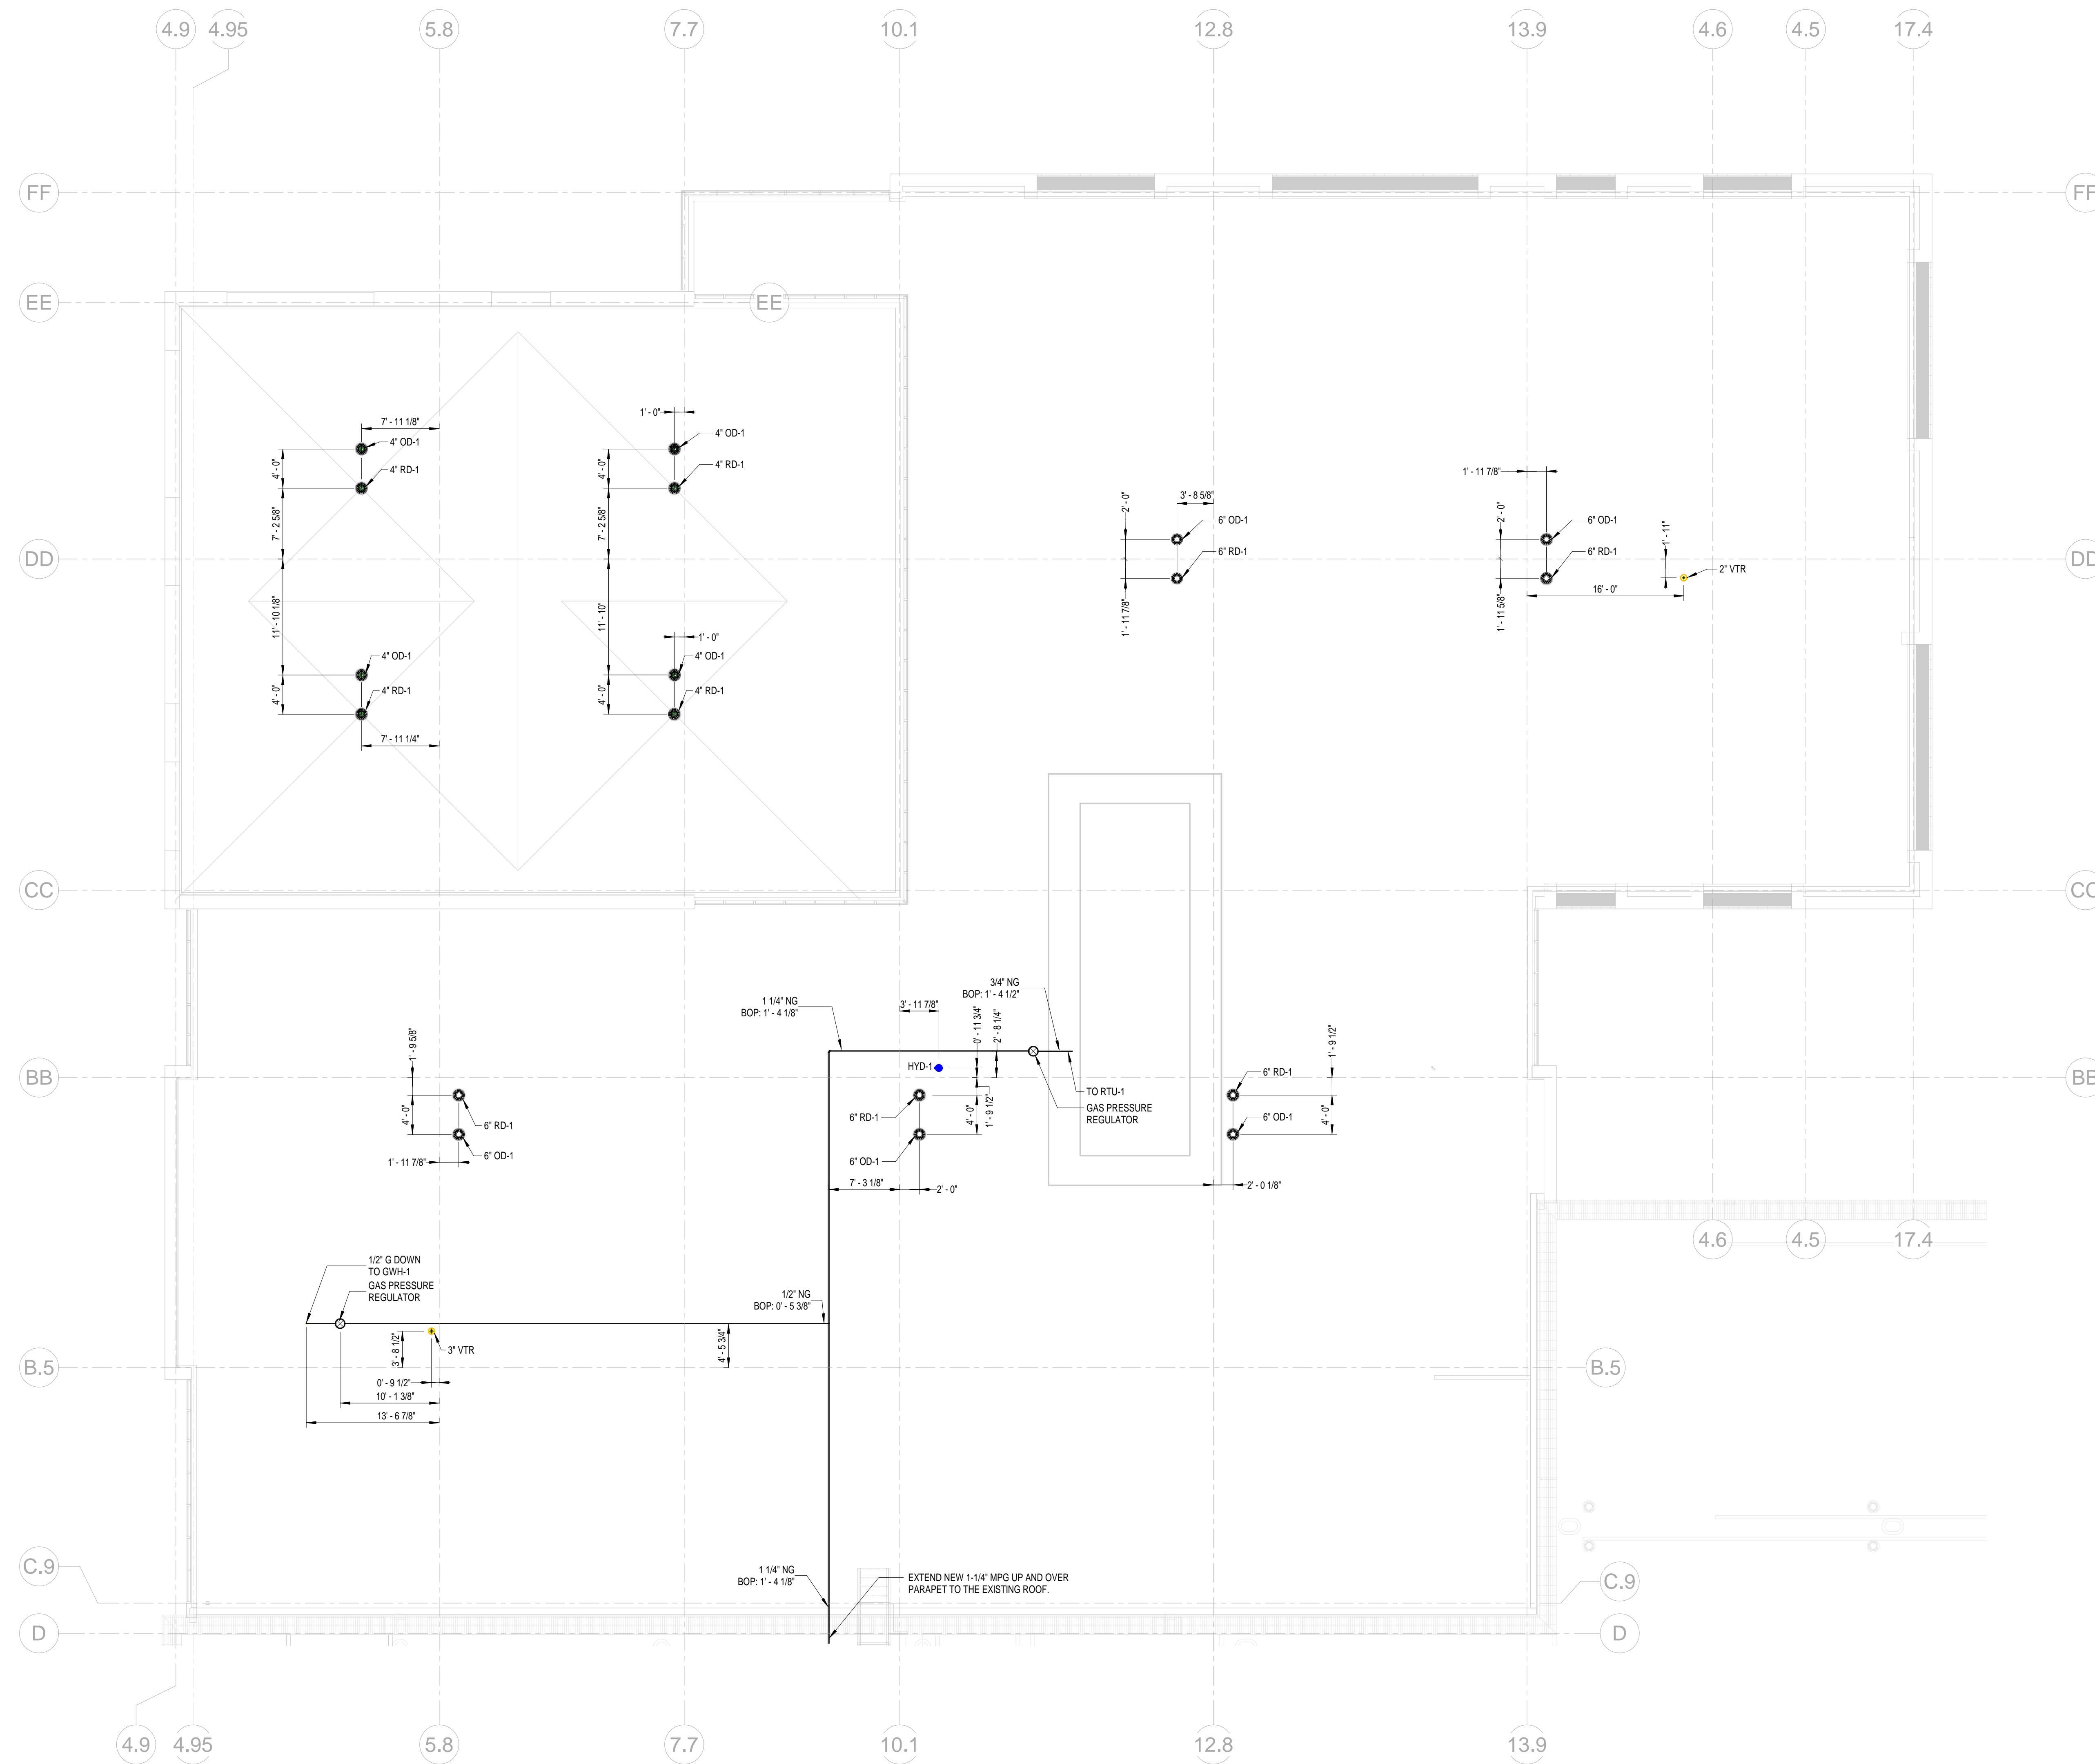 4.9
4.95
5.8
7.7
10.1
12.8
13.9
4.6
4.5
17.4
FF
FF
EE
EE
1' - 0"
7' - 11 1/8"
4" OD-1
4" OD-1
4' - 0"
4" RD-1
4' - 0"
4" RD-1
1' - 11 7/8"
3' - 8 5/8"
2' - 0"
2' - 0"
6" OD-1
6" OD-1
7' - 2 5/8"
7' - 2 5/8"
1' - 11"
6" RD-1
6" RD-1
DD
DD
2" VTR
16' - 0"
1' - 11 7/8"
1' - 11 5/8"
11' - 10 1/8"
11' - 10"
1' - 0"
4" OD-1
4" OD-1
4' - 0"
4" RD-1
4' - 0"
4" RD-1
7' - 11 1/4"
CC
CC
3/4" NG
BOP: 1' - 4 1/2"
1 1/4" NG
BOP: 1' - 4 1/8"
3' - 11 7/8"
0' - 11 3/4"
2' - 8 1/4"
1' - 9 5/8"
1' - 9 1/2"
HYD-1
BB
BB
6" RD-1
TO RTU-1
GAS PRESSURE
REGULATOR
4' - 0"
6" RD-1
6" RD-1
4' - 0"
1' - 9 1/2"
6" OD-1
4' - 0"
6" OD-1
6" OD-1
1' - 11 7/8"
7' - 3 1/8"
2' - 0"
2' - 0 1/8"
4.6
4.5
17.4
1/2" G DOWN
TO GWH-1
GAS PRESSURE
REGULATOR
1/2" NG
BOP: 0' - 5 3/8"
3' - 8 1/2"
3" VTR
4' - 5 3/4"
B.5
B.5
0' - 9 1/2"
10' - 1 3/8"
13' - 6 7/8"
C.9
C.9
1 1/4" NG
BOP: 1' - 4 1/8"
EXTEND NEW 1-1/4" MPG UP AND OVER
PARAPET TO THE EXISTING ROOF.
D
D
4.9
4.95
5.8
7.7
10.1
12.8
13.9